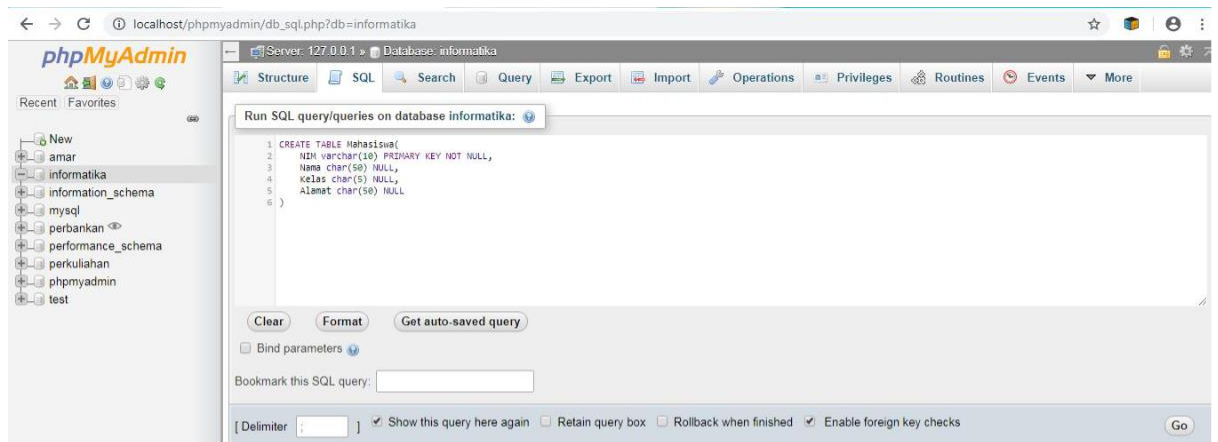 localhost/phpmyadmin/db_sql.php?db=informatika
phpMyAdmin
Recent Favorites
New
amar
informatika
information_schema
mysql
perbankan
performance_schema
perkuliahan
phpmyadmin
test
Server: 127.0.0.1 » Database: informatika
Structure SQL Search Query Export Import Operations Privileges Routines Events More
Run SQL query/queries on database informatika:
1 CREATE TABLE Mahasiswa(
2 NIM varchar(10) PRIMARY KEY NOT NULL,
3 Nama char(50) NULL,
4 Kelas char(5) NULL,
5 Alamat char(50) NULL
6 )
Clear Format Get auto-saved query
Bind parameters
Bookmark this SQL query:
[ Delimiter ; ] Show this query here again Retain query box Rollback when finished Enable foreign key checks Go